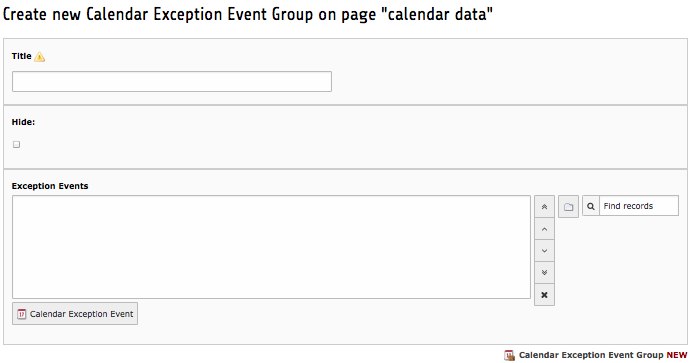 Create new Calendar Exception Event Group on page "calendar data"
Title
Hide:
Exception Events
Find records
17 Calendar Exception Event
Calendar Exception Event Group NEW